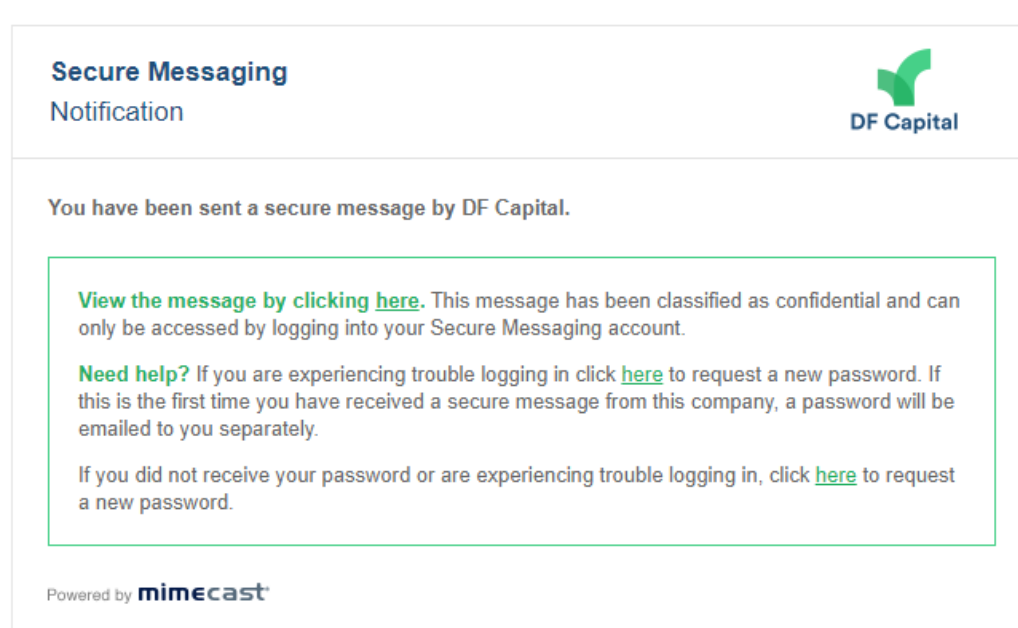 Secure Messaging
Notification
DF Capital
You have been sent a secure message by DF Capital.
View the message by clicking here. This message has been classified as confidential and can
only be accessed by logging into your Secure Messaging account.
Need help? If you are experiencing trouble logging in click here to request a new password. If
this is the first time you have received a secure message from this company, a password will be
emailed to you separately.
If you did not receive your password or are experiencing trouble logging in, click here to request
a new password.
Powered by mimecast